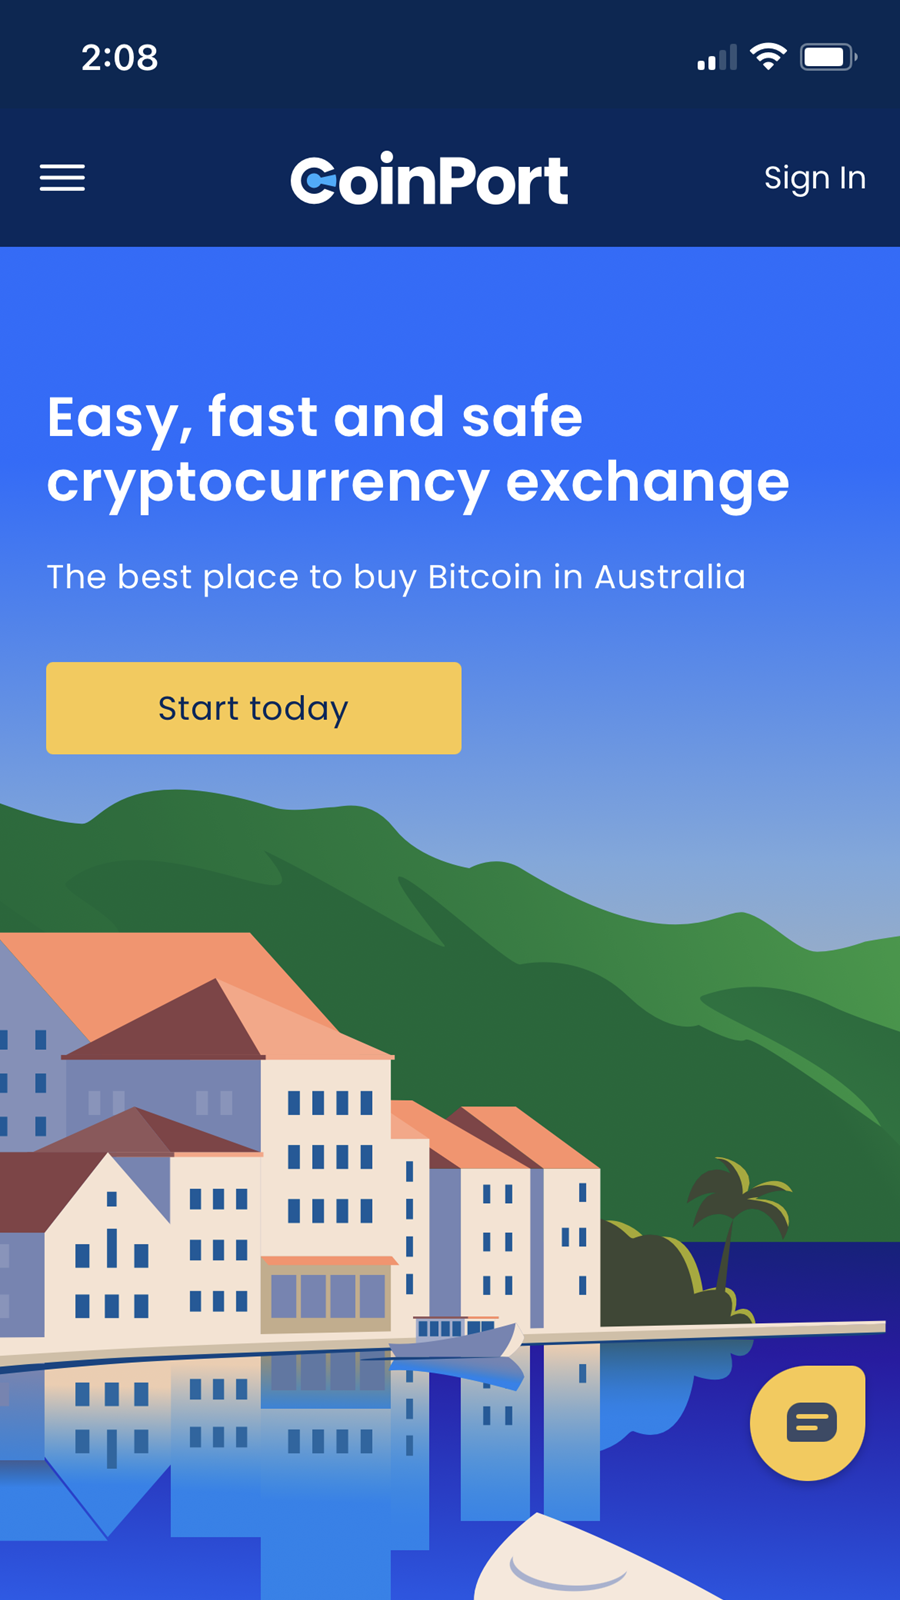 2:08
CoinPort
Sign In
Easy, fast and safe
cryptocurrency exchange
The best place to buy Bitcoin in Australia
Start today